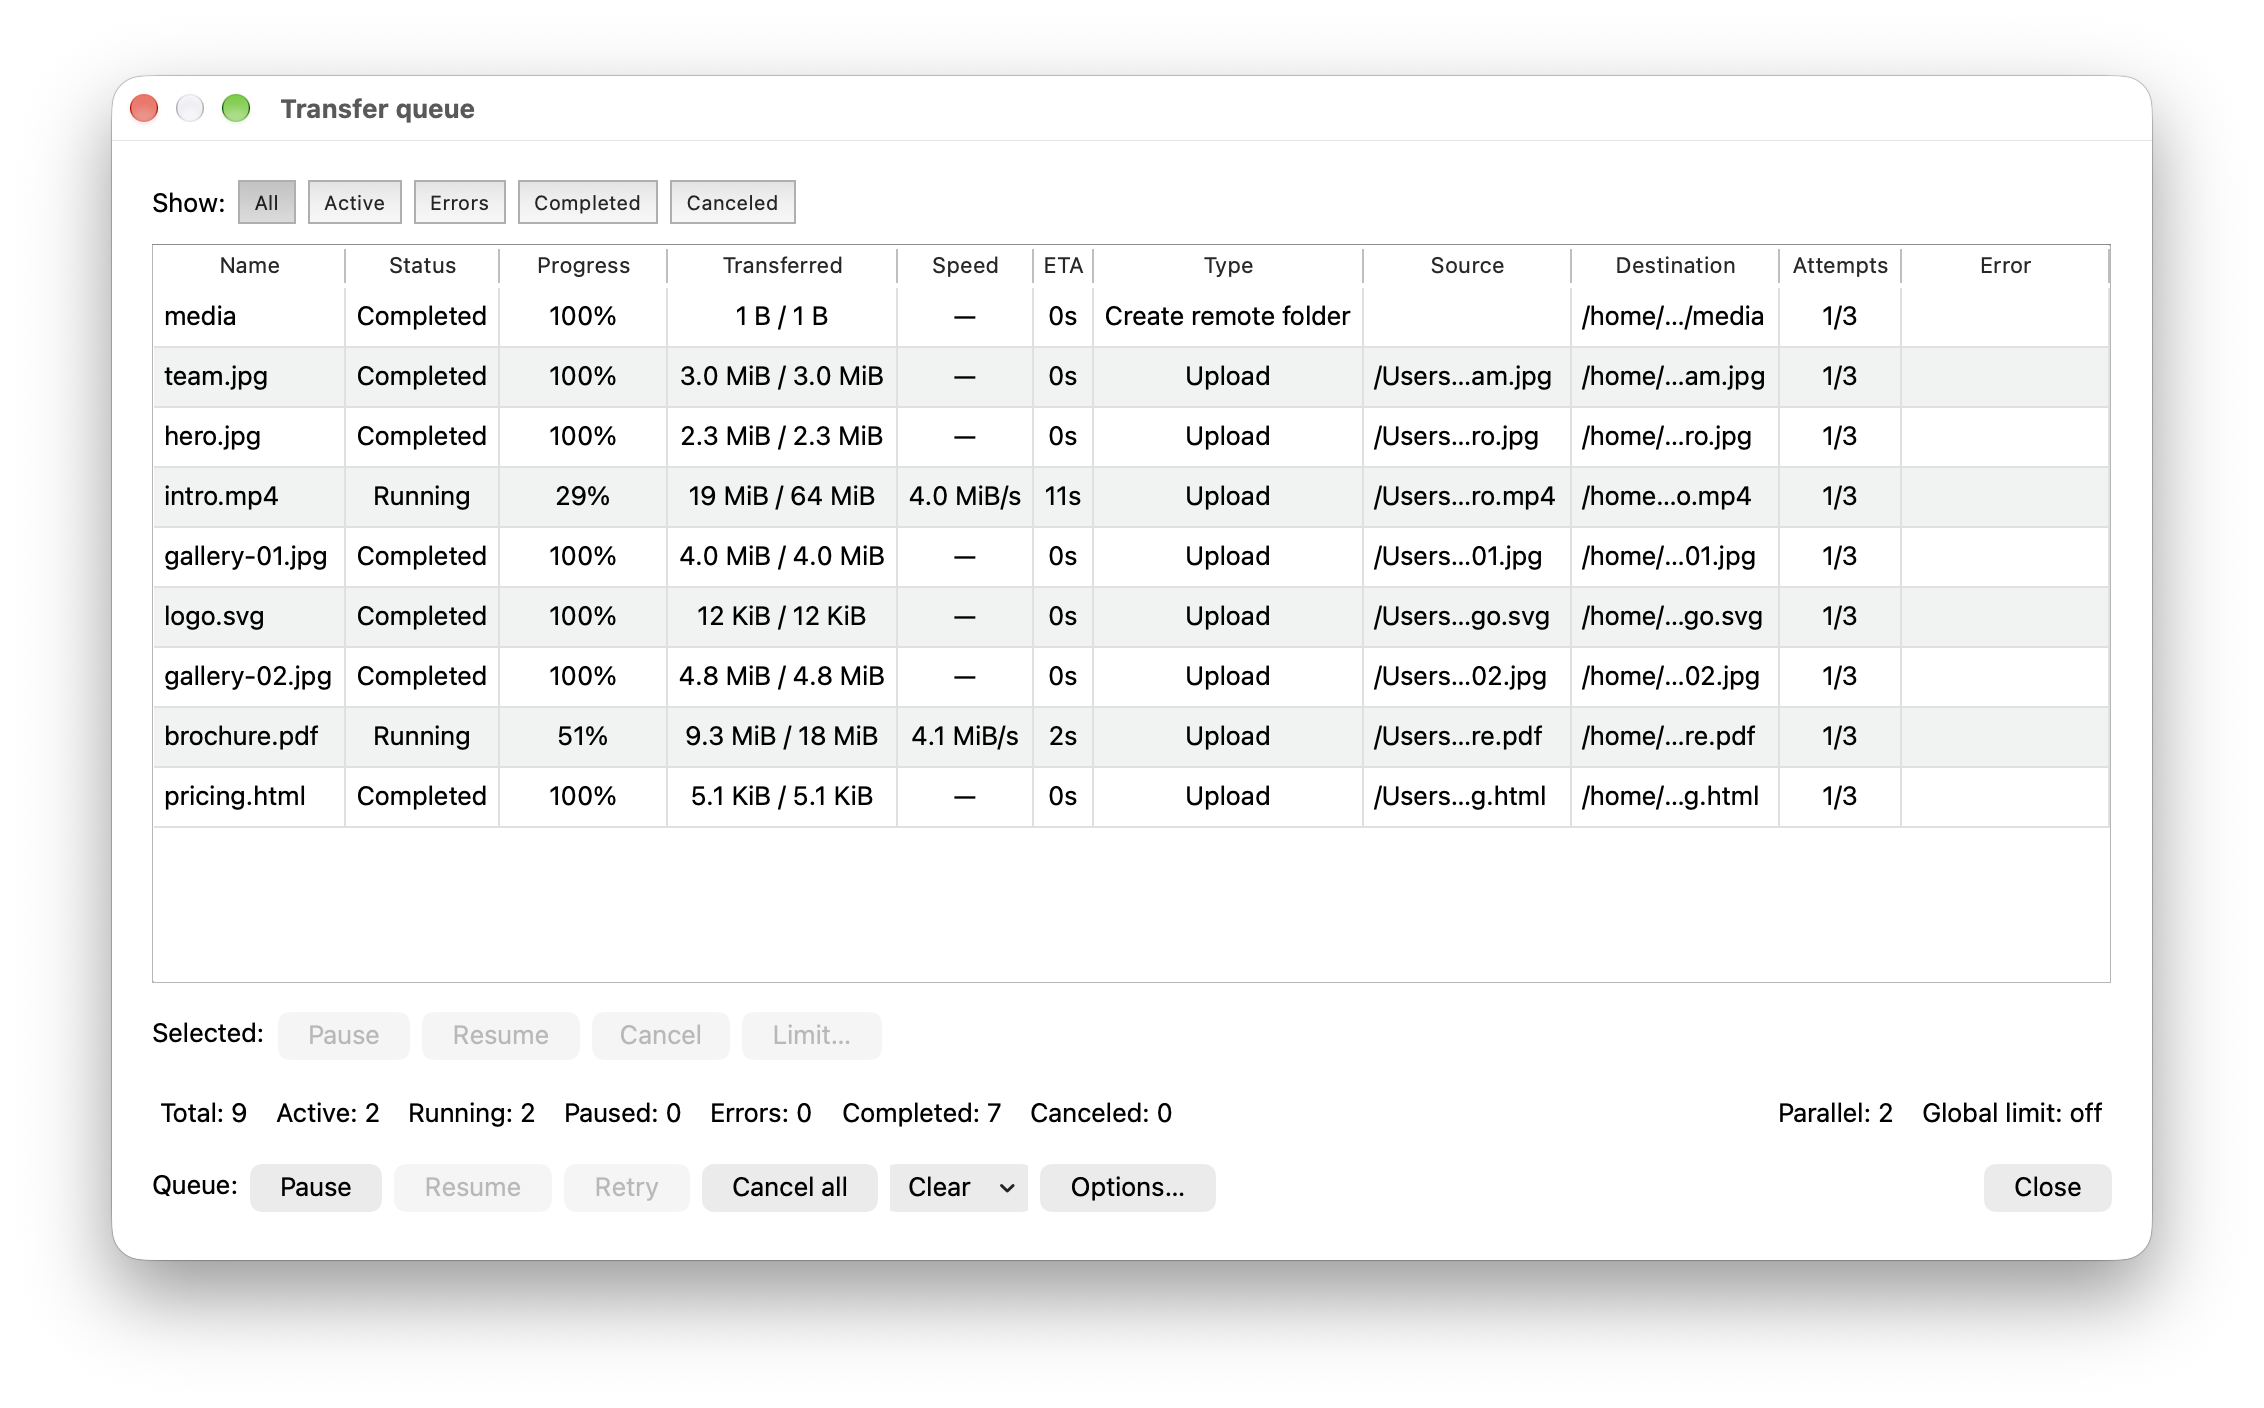 Transfer queue
Show: All Active Errors Completed Canceled
Name Status Progress Transferred Speed ETA Type Source Destination Attempts Error
media Completed 100% 1 B / 1 B — 0s Create remote folder /home/.../media 1/3
team.jpg Completed 100% 3.0 MiB / 3.0 MiB — 0s Upload /Users...am.jpg /home/...am.jpg 1/3
hero.jpg Completed 100% 2.3 MiB / 2.3 MiB — 0s Upload /Users...ro.jpg /home/...ro.jpg 1/3
intro.mp4 Running 29% 19 MiB / 64 MiB 4.0 MiB/s 11s Upload /Users...ro.mp4 /home...o.mp4 1/3
gallery-01.jpg Completed 100% 4.0 MiB / 4.0 MiB — 0s Upload /Users...01.jpg /home/...01.jpg 1/3
logo.svg Completed 100% 12 KiB / 12 KiB — 0s Upload /Users...go.svg /home/...go.svg 1/3
gallery-02.jpg Completed 100% 4.8 MiB / 4.8 MiB — 0s Upload /Users...02.jpg /home/...02.jpg 1/3
brochure.pdf Running 51% 9.3 MiB / 18 MiB 4.1 MiB/s 2s Upload /Users...re.pdf /home/...re.pdf 1/3
pricing.html Completed 100% 5.1 KiB / 5.1 KiB — 0s Upload /Users...g.html /home/...g.html 1/3
Selected: Pause Resume Cancel Limit...
Total: 9 Active: 2 Running: 2 Paused: 0 Errors: 0 Completed: 7 Canceled: 0 Parallel: 2 Global limit: off
Queue: Pause Resume Retry Cancel all Clear Options... Close